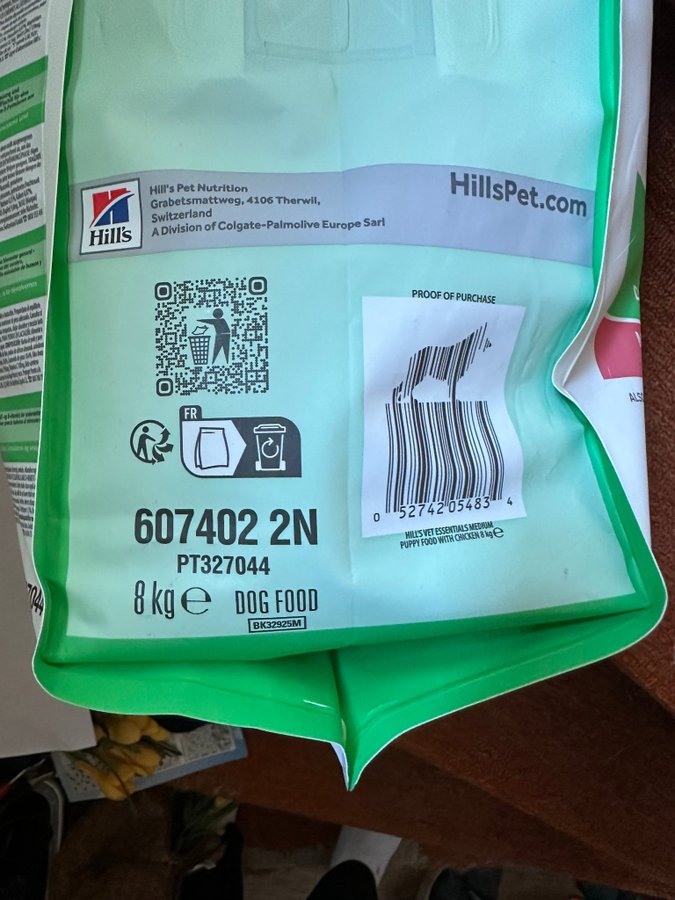 Hill's
Hill's Pet Nutrition
Grabetsmattweg, 4106 Therwil,
Switzerland
A Division of Colgate-Palmolive Europe Sarl
HillsPet.com
PROOF OF PURCHASE
FR
0 52742 05483 4
HILL'S VET ESSENTIALS MEDIUM
PUPPY FOOD WITH CHICKEN 8 kg e
607402 2N
PT327044
8 kg e DOG FOOD
BK32925M